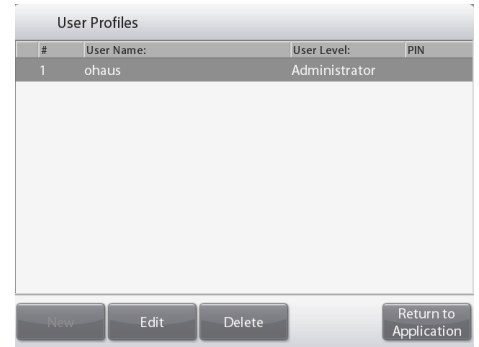 User Profiles
# User Name: User Level: PIN
1 ohaus Administrator
New Edit Delete Return to
Application